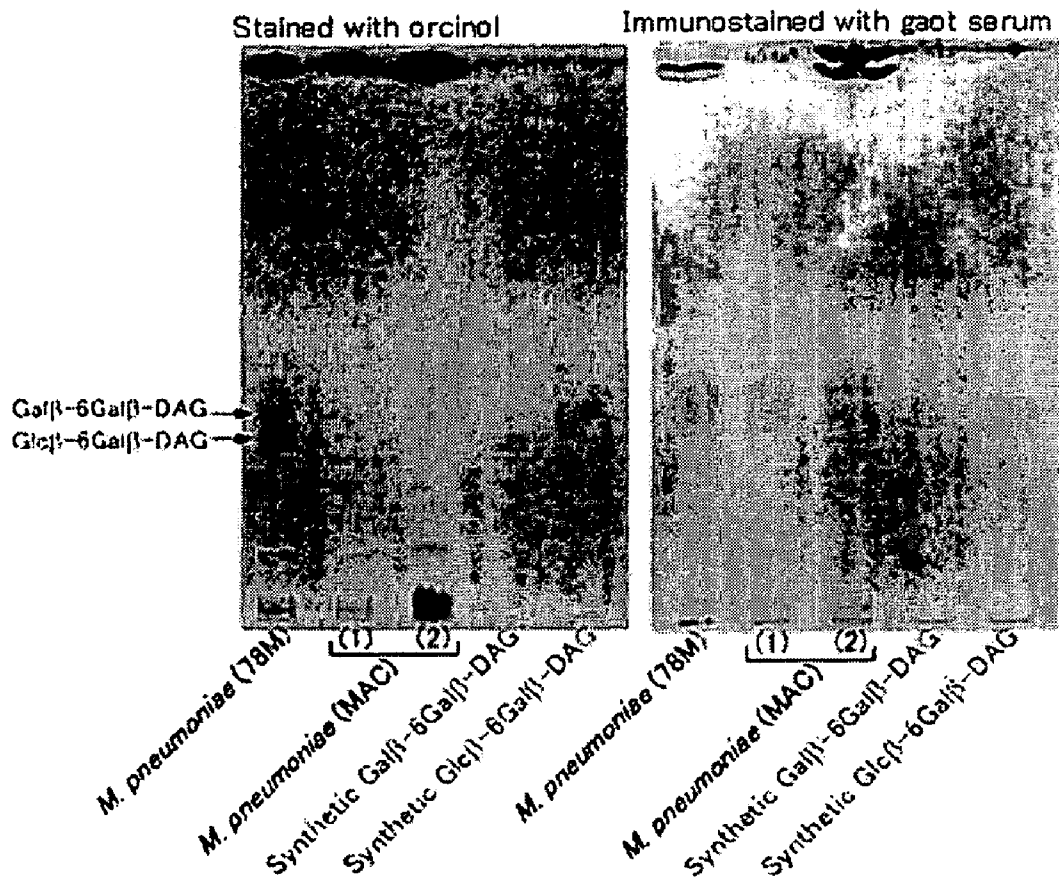 Stained with orcinol
Immunostained with gaot serum
Galβ-6Galβ-DAG
Glcβ-6Galβ-DAG
M. pneumoniae (78M)
(1)
(2)
M. pneumoniae (MAC)
Synthetic Galβ-6Galβ-DAG
Synthetic Glcβ-6Galβ-DAG
M. pneumoniae (78M)
(1)
(2)
M. pneumoniae (MAC)
Synthetic Galβ-6Galβ-DAG
Synthetic Glcβ-6Galβ-DAG